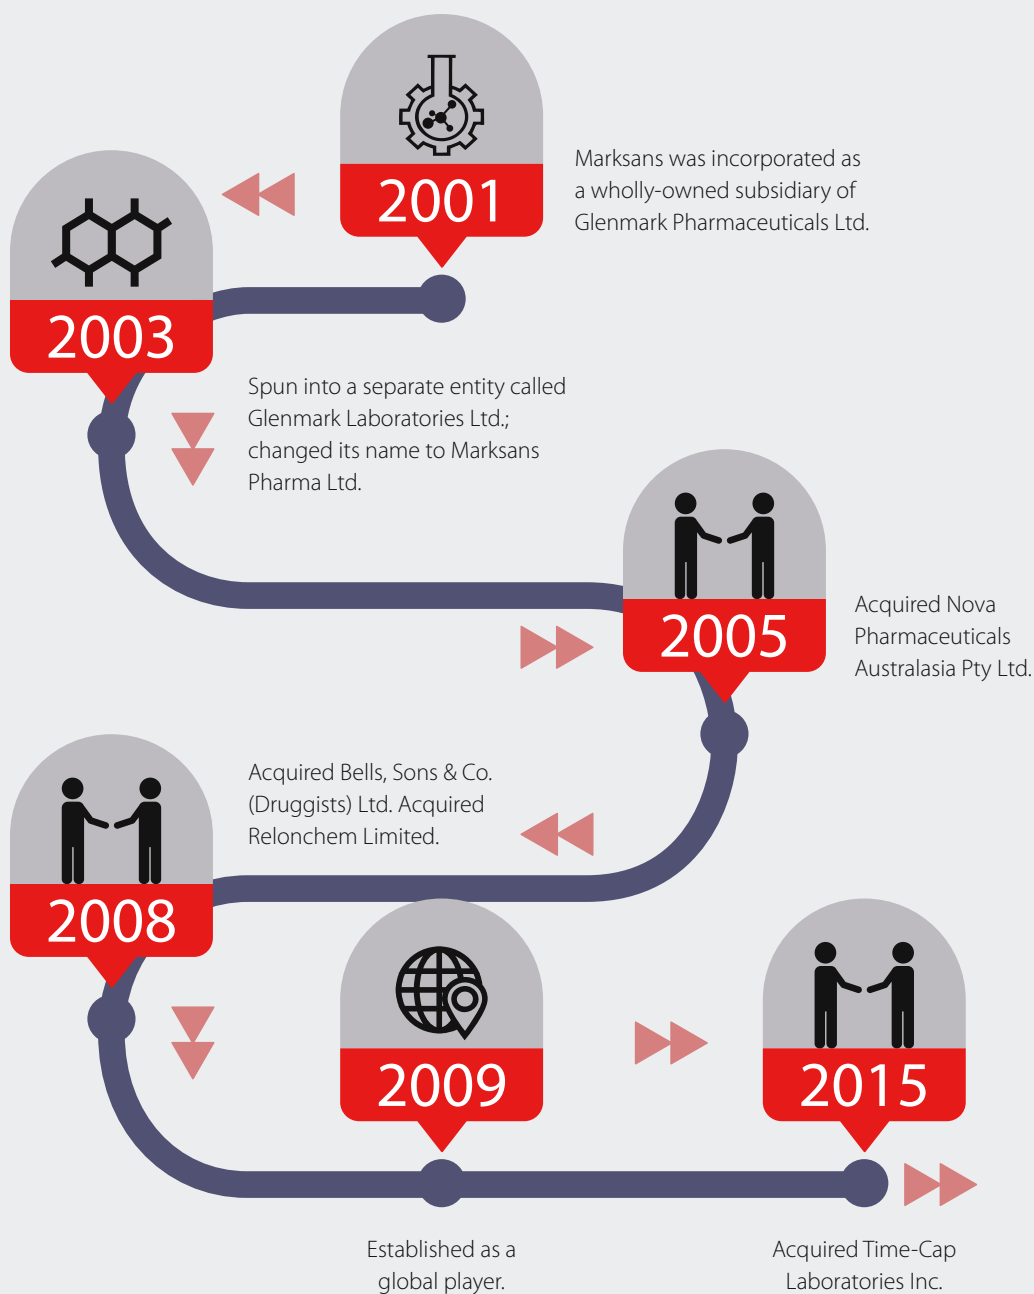 2001
Marksans was incorporated as
a wholly-owned subsidiary of
Glenmark Pharmaceuticals Ltd.
2003
Spun into a separate entity called
Glenmark Laboratories Ltd.;
changed its name to Marksans
Pharma Ltd.
2005
Acquired Nova
Pharmaceuticals
Australasia Pty Ltd.
2008
Acquired Bells, Sons & Co.
(Druggists) Ltd. Acquired
Relonchem Limited.
2009
Established as a
global player.
2015
Acquired Time-Cap
Laboratories Inc.